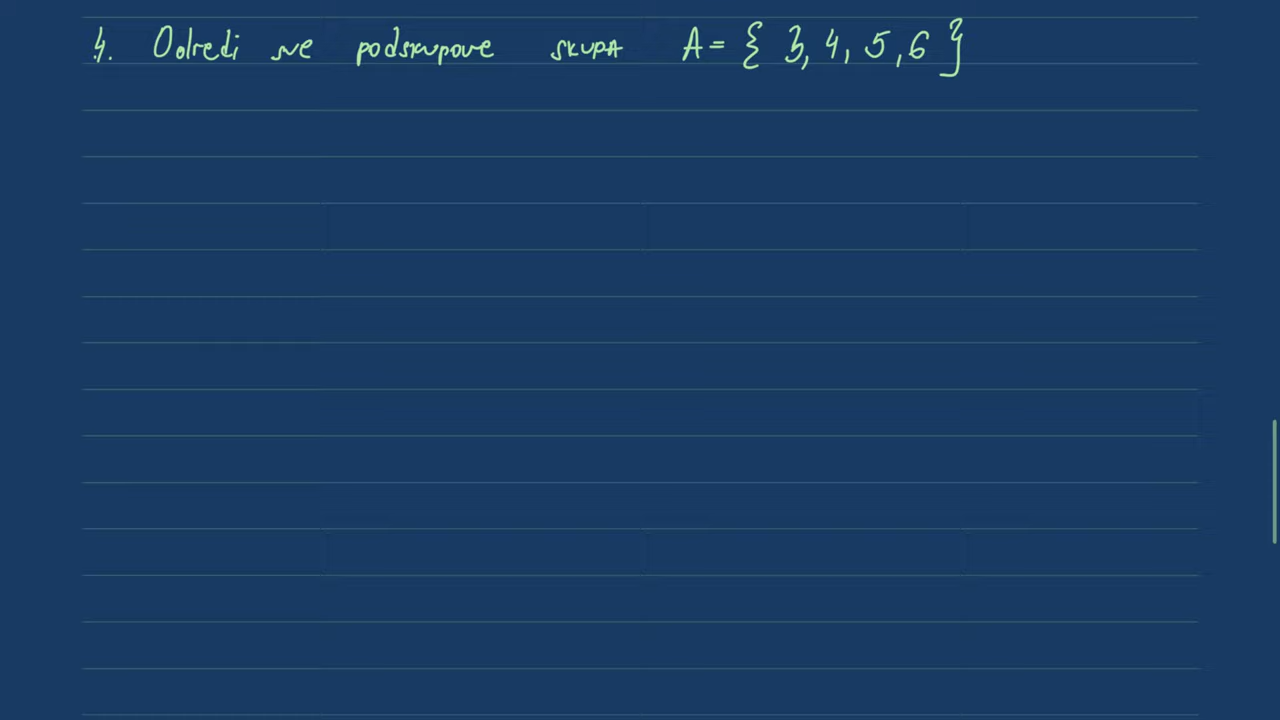 4. Odredi sve podskupove skupa A = { 3, 4, 5, 6 }